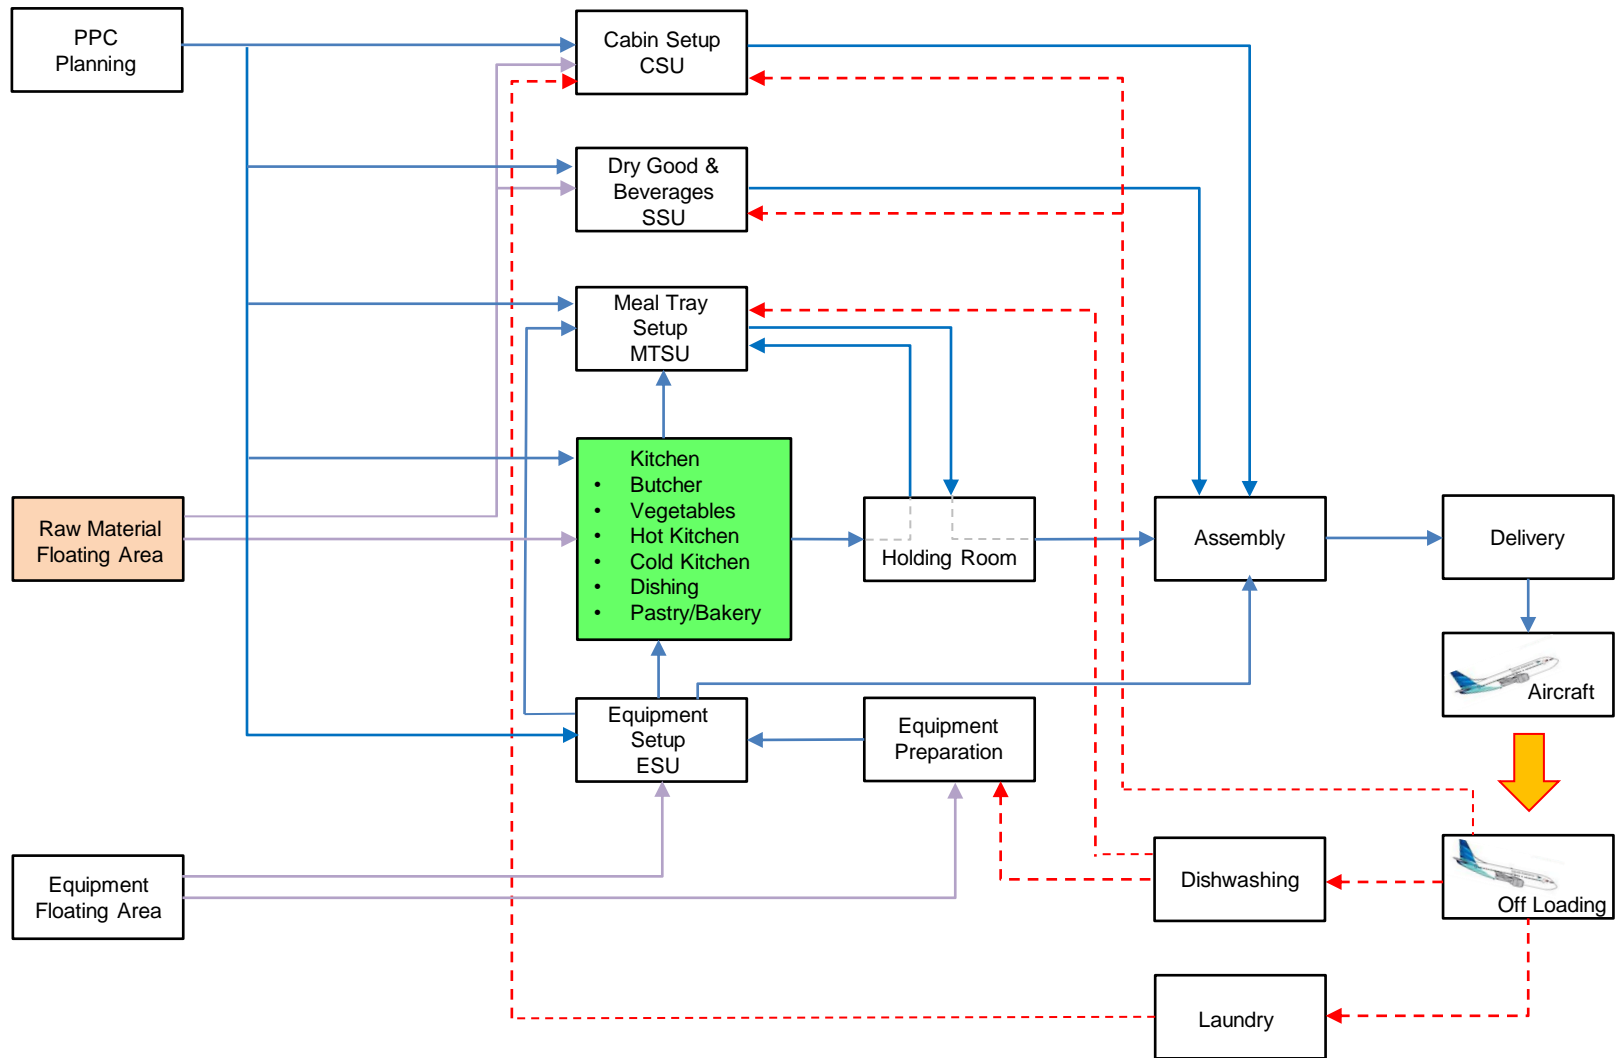 PPC
Planning
Cabin Setup
CSU
Dry Good &
Beverages
SSU
Meal Tray
Setup
MTSU
Kitchen
• Butcher
• Vegetables
• Hot Kitchen
• Cold Kitchen
• Dishing
• Pastry/Bakery
Raw Material
Floating Area
Holding Room
Assembly
Delivery
Aircraft
Equipment
Setup
ESU
Equipment
Preparation
Equipment
Floating Area
Dishwashing
Off Loading
Laundry